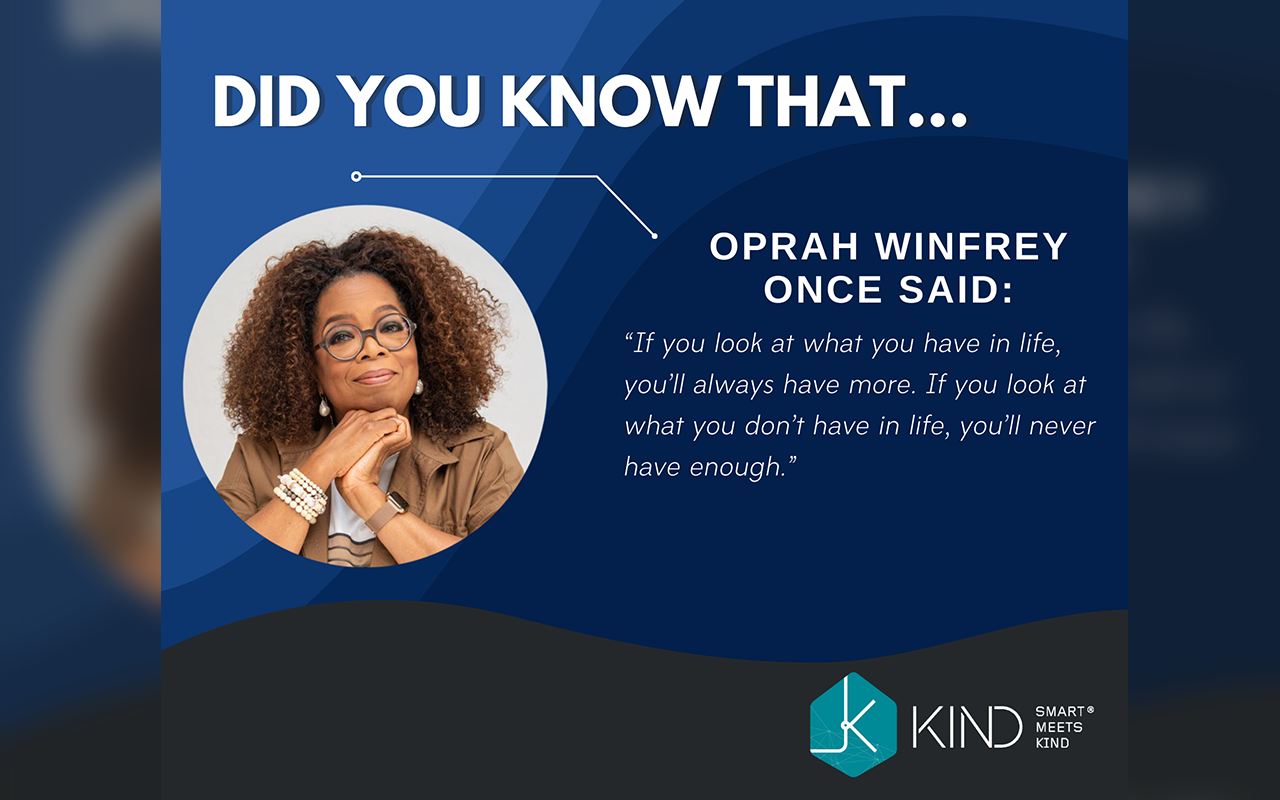 DID YOU KNOW THAT...
OPRAH WINFREY
ONCE SAID:
“If you look at what you have in life,
you’ll always have more. If you look at
what you don’t have in life, you’ll never
have enough.”
KIND
SMART®
MEETS
KIND